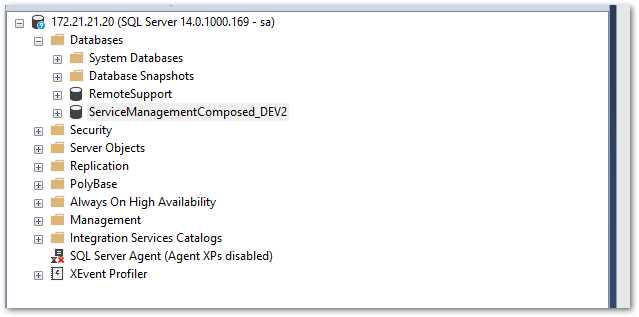 172.21.21.20 (SQL Server 14.0.1000.169 - sa)
Databases
System Databases
Database Snapshots
RemoteSupport
ServiceManagementComposed_DEV2
Security
Server Objects
Replication
PolyBase
Always On High Availability
Management
Integration Services Catalogs
SQL Server Agent (Agent XPs disabled)
XEvent Profiler